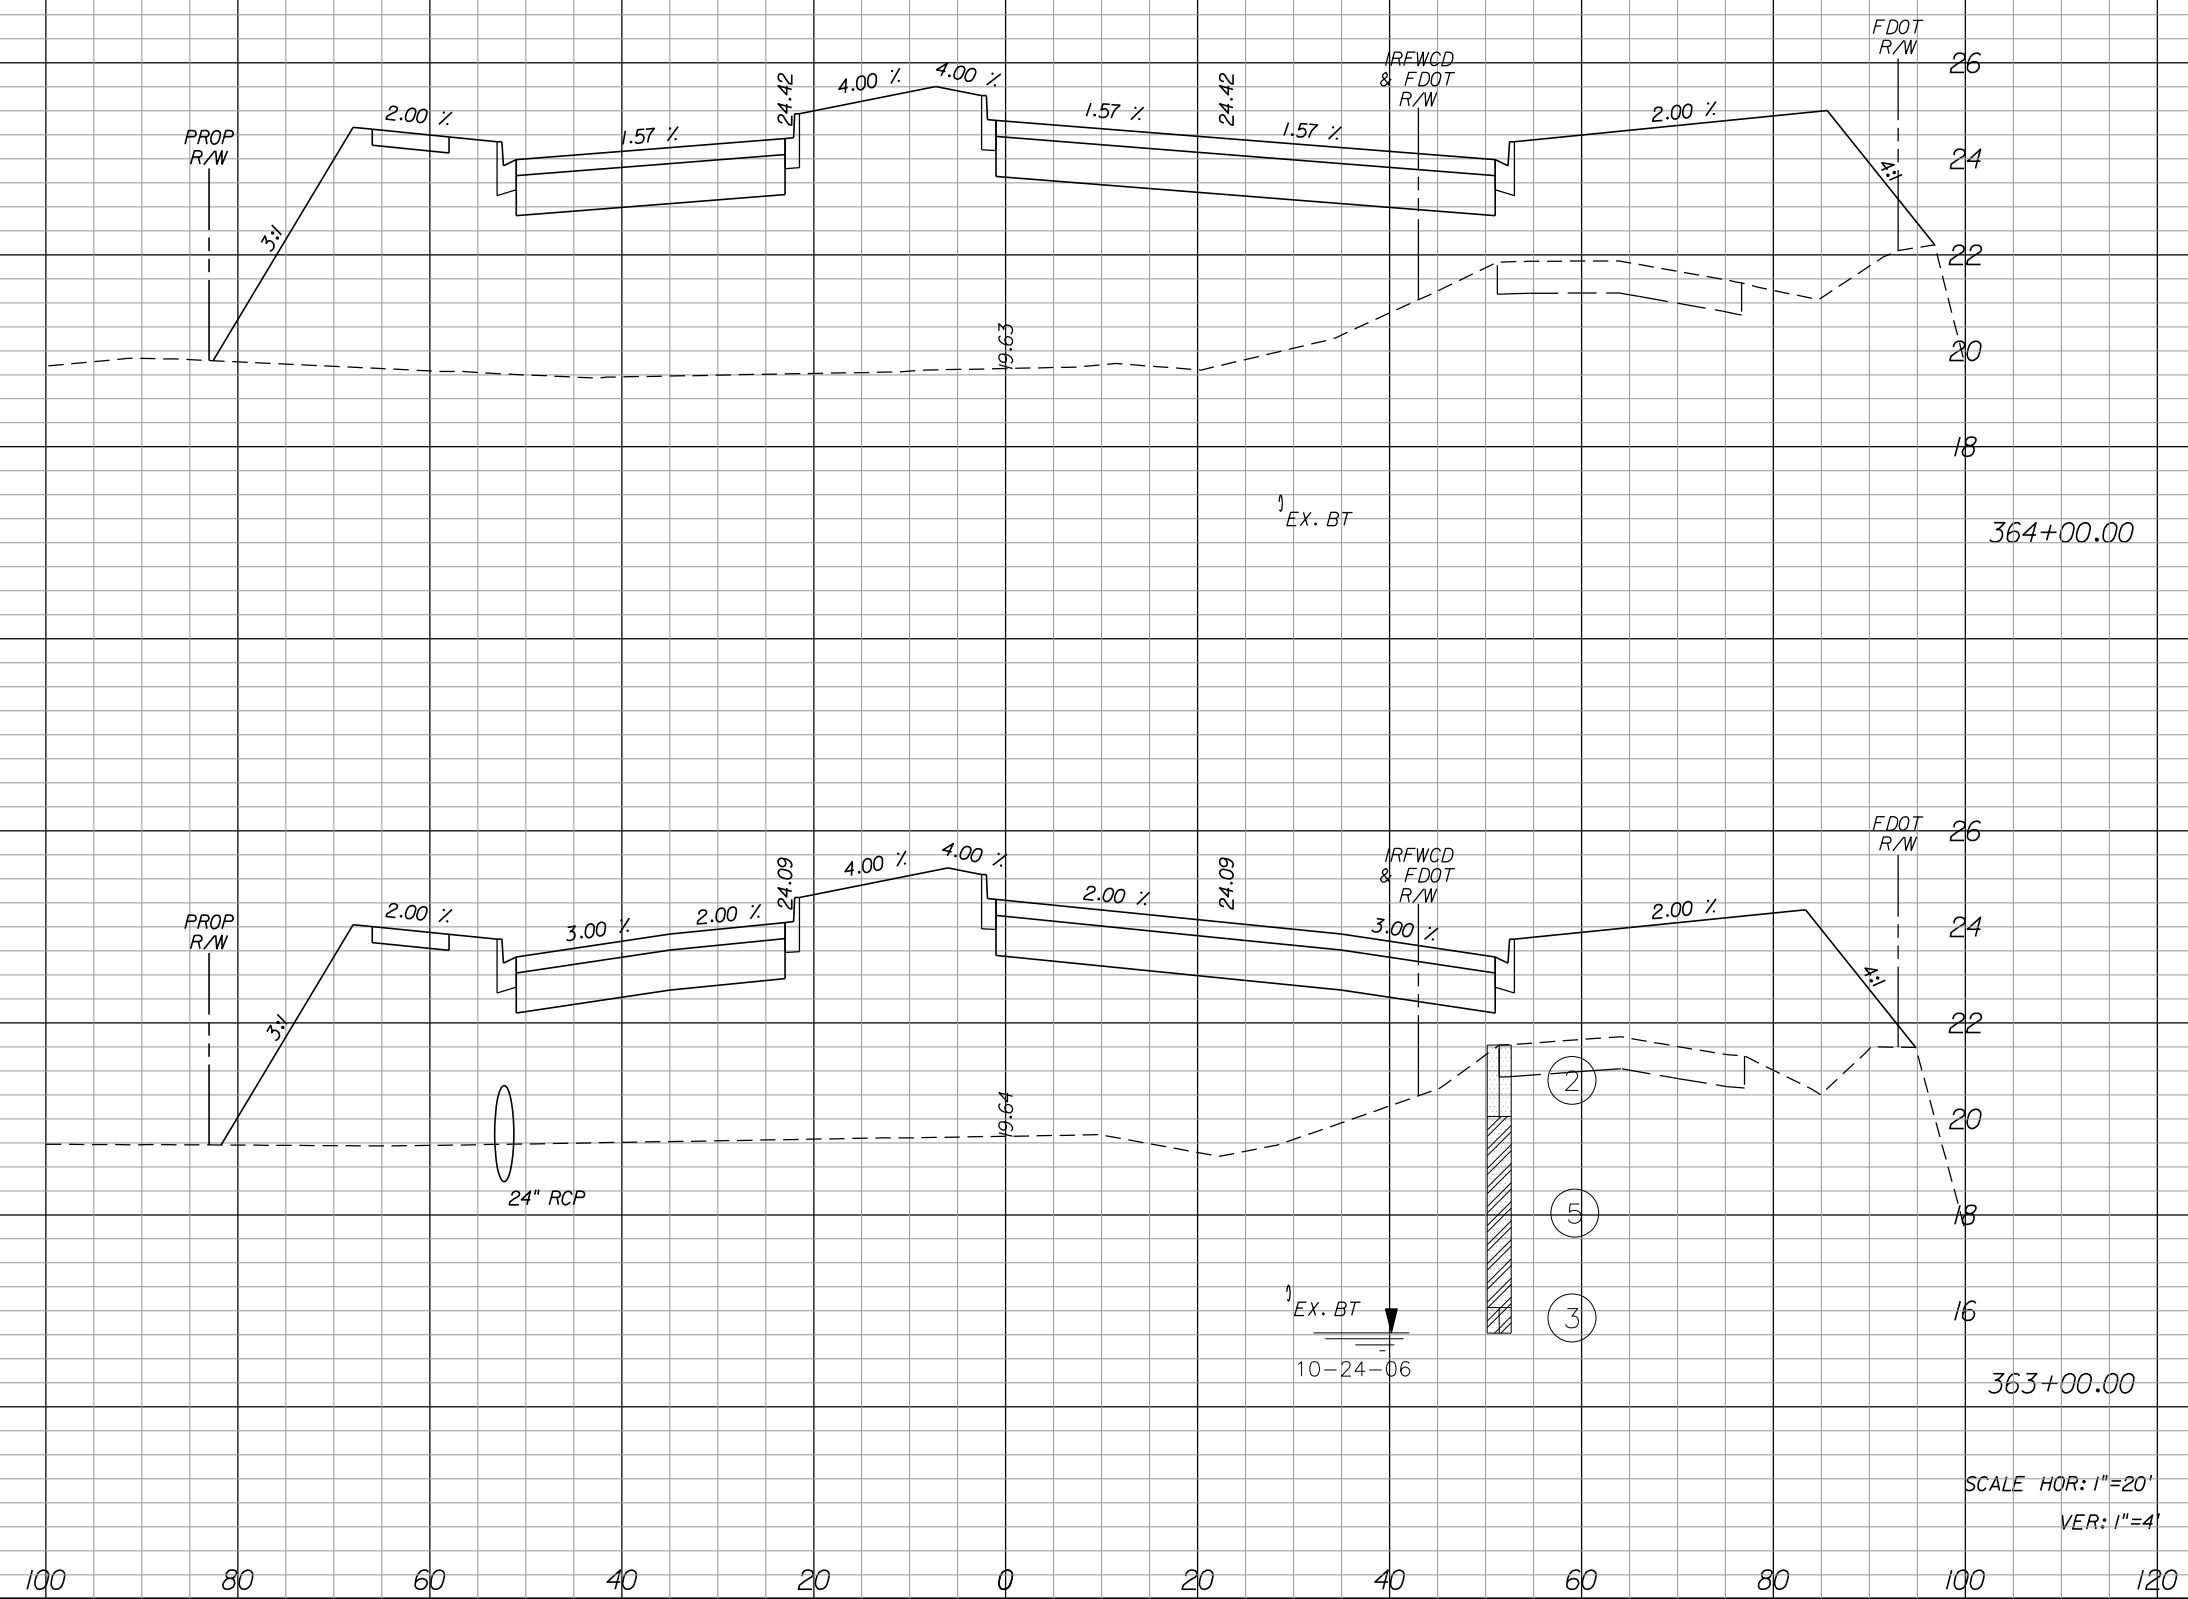 FDOT
R/W
26
IRFWCD
& FDOT
R/W
4.00 %
4.00 %
24.42
24.42
2.00 %
1.57 %
2.00 %
1.57 %
1.57 %
PROP
R/W
24
4:1
3:1
22
19.63
20
18
EX. BT
364+00.00
FDOT
R/W
26
IRFWCD
& FDOT
R/W
4.00 %
4.00 %
24.09
24.09
2.00 %
2.00 %
2.00 %
2.00 %
3.00 %
3.00 %
PROP
R/W
24
4:1
3:1
22
2
19.64
20
24" RCP
5
18
EX. BT
16
3
10-24-06
363+00.00
SCALE HOR: 1"=20'
VER: 1"=4'
100 80 60 40 20 0 20 40 60 80 100 120